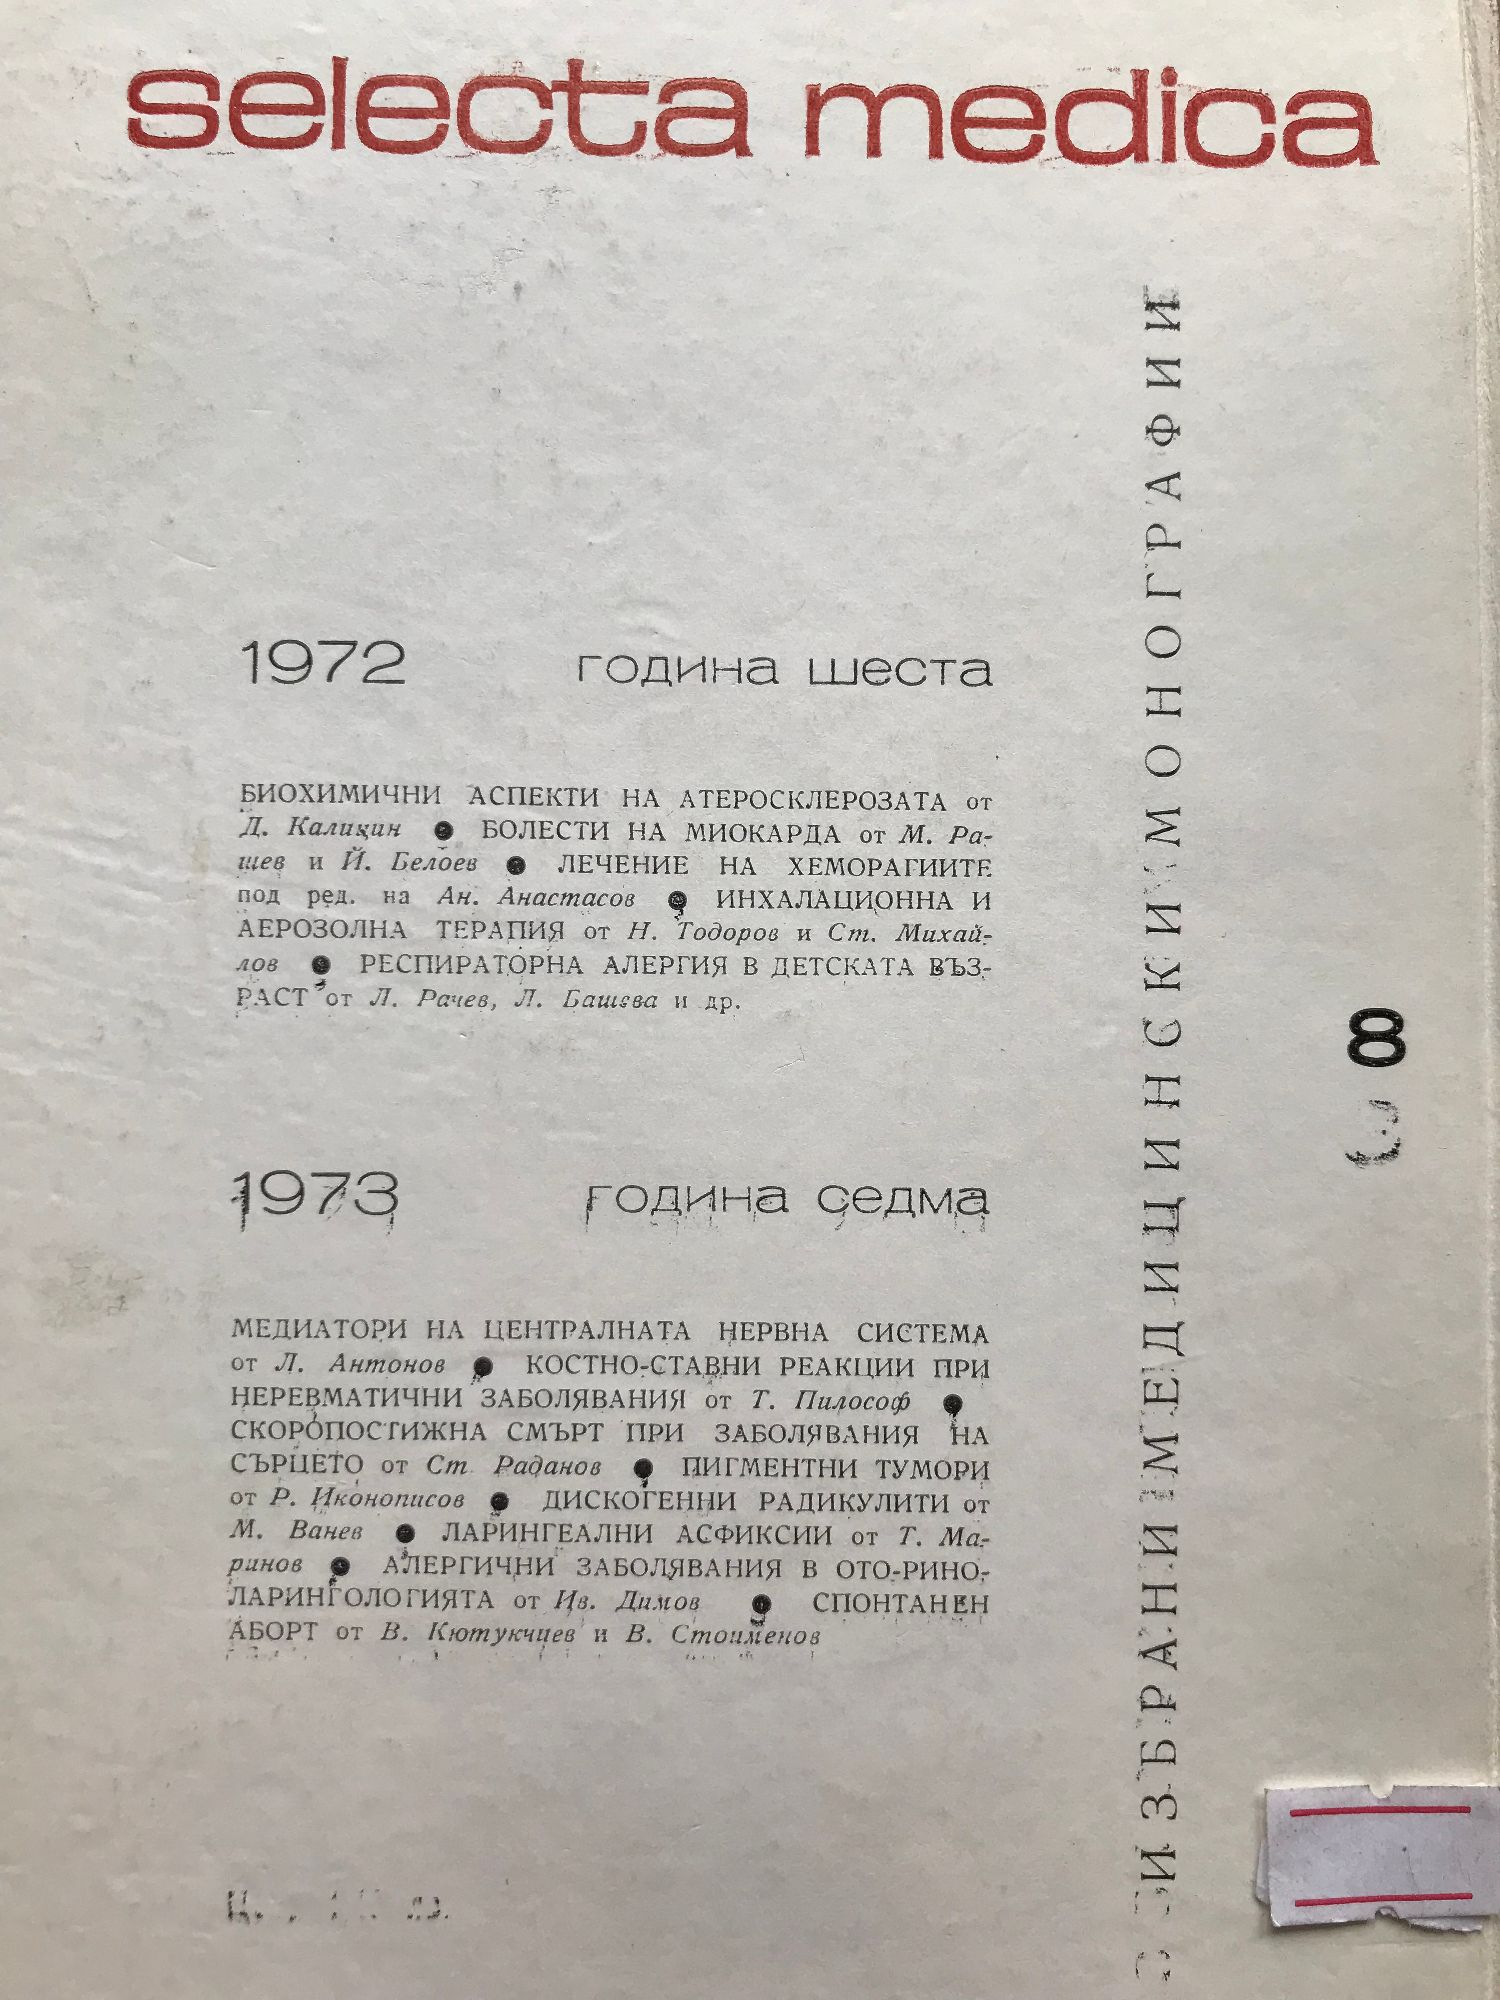 selecta medica
1972 година шеста
БИОХИМИЧНИ АСПЕКТИ НА АТЕРОСКЛЕРОЗАТА от
Д. Каликин ● БОЛЕСТИ НА МИОКАРДА от М. Ра-
шев и Й. Белоев ● ЛЕЧЕНИЕ НА ХЕМОРАГИИТЕ
под ред. на Ан. Анастасов ● ИНХАЛАЦИОННА И
АЕРОЗОЛНА ТЕРАПИЯ от Н. Тодоров и Ст. Михай-
лов ● РЕСПИРАТОРНА АЛЕРГИЯ В ДЕТСКАТА ВЪЗ-
РАСТ от Л. Рачев, Л. Башева и др.
1973 година седма
МЕДИАТОРИ НА ЦЕНТРАЛНАТА НЕРВНА СИСТЕМА
от Л. Антонов ● КОСТНО-СТАВНИ РЕАКЦИИ ПРИ
НЕРЕВМАТИЧНИ ЗАБОЛЯВАНИЯ от Т. Пилософ ●
СКОРОПОСТИЖНА СМЪРТ ПРИ ЗАБОЛЯВАНИЯ НА
СЪРЦЕТО от Ст Раданов ● ПИГМЕНТНИ ТУМОРИ
от Р. Иконописов ● ДИСКОГЕННИ РАДИКУЛИТИ от
М. Ванев ● ЛАРИНГЕАЛНИ АСФИКСИИ от Т. Ма-
ринов ● АЛЕРГИЧНИ ЗАБОЛЯВАНИЯ В ОТО-РИНО-
ЛАРИНГОЛОГИЯТА от Ив. Димов ● СПОНТАНЕН
АБОРТ от В. Кютукчиев и В. Стоименов
ИЗБРАНИ МЕДИЦИНСКИ МОНОГРАФИИ
8